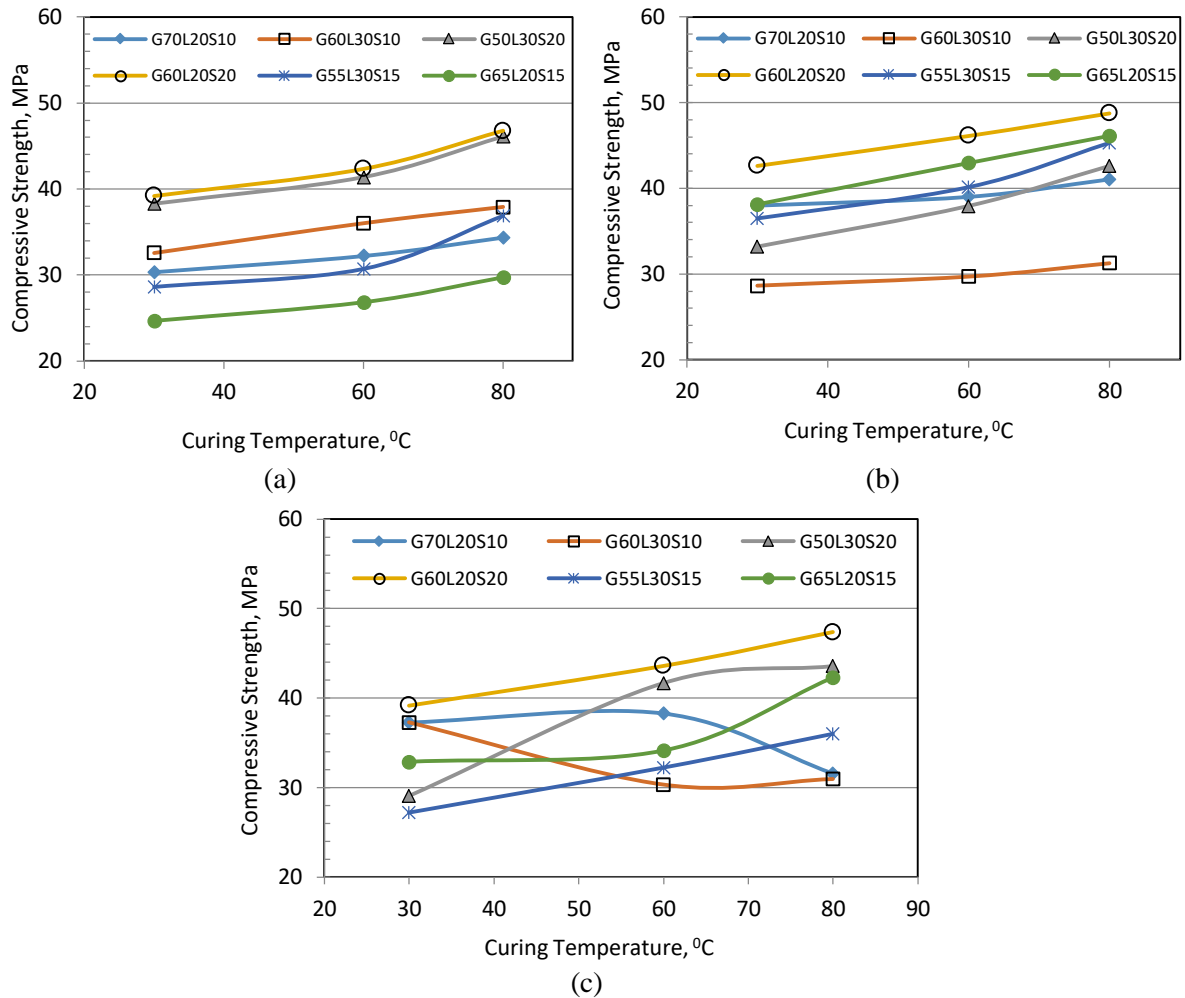 Compressive Strength, MPa
60
50
40
30
20
G70L20S10 G60L30S10 G50L30S20
G60L20S20 G55L30S15 G65L20S15
20 40 60 80
Curing Temperature, ⁰C
(a)
Compressive Strength, MPa
60
50
40
30
20
G70L20S10 G60L30S10 G50L30S20
G60L20S20 G55L30S15 G65L20S15
20 40 60 80
Curing Temperature, ⁰C
(b)
Compressive Strength, MPa
60
50
40
30
20
G70L20S10 G60L30S10 G50L30S20
G60L20S20 G55L30S15 G65L20S15
20 30 40 50 60 70 80 90
Curing Temperature, ⁰C
(c)